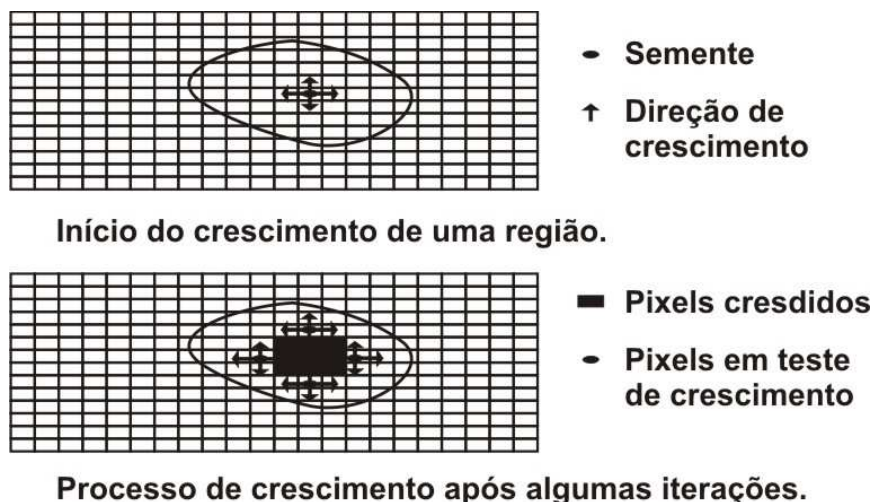 Semente
Direção de
crescimento
Início do crescimento de uma região.
Pixels cresdidos
Pixels em teste
de crescimento
Processo de crescimento após algumas iterações.